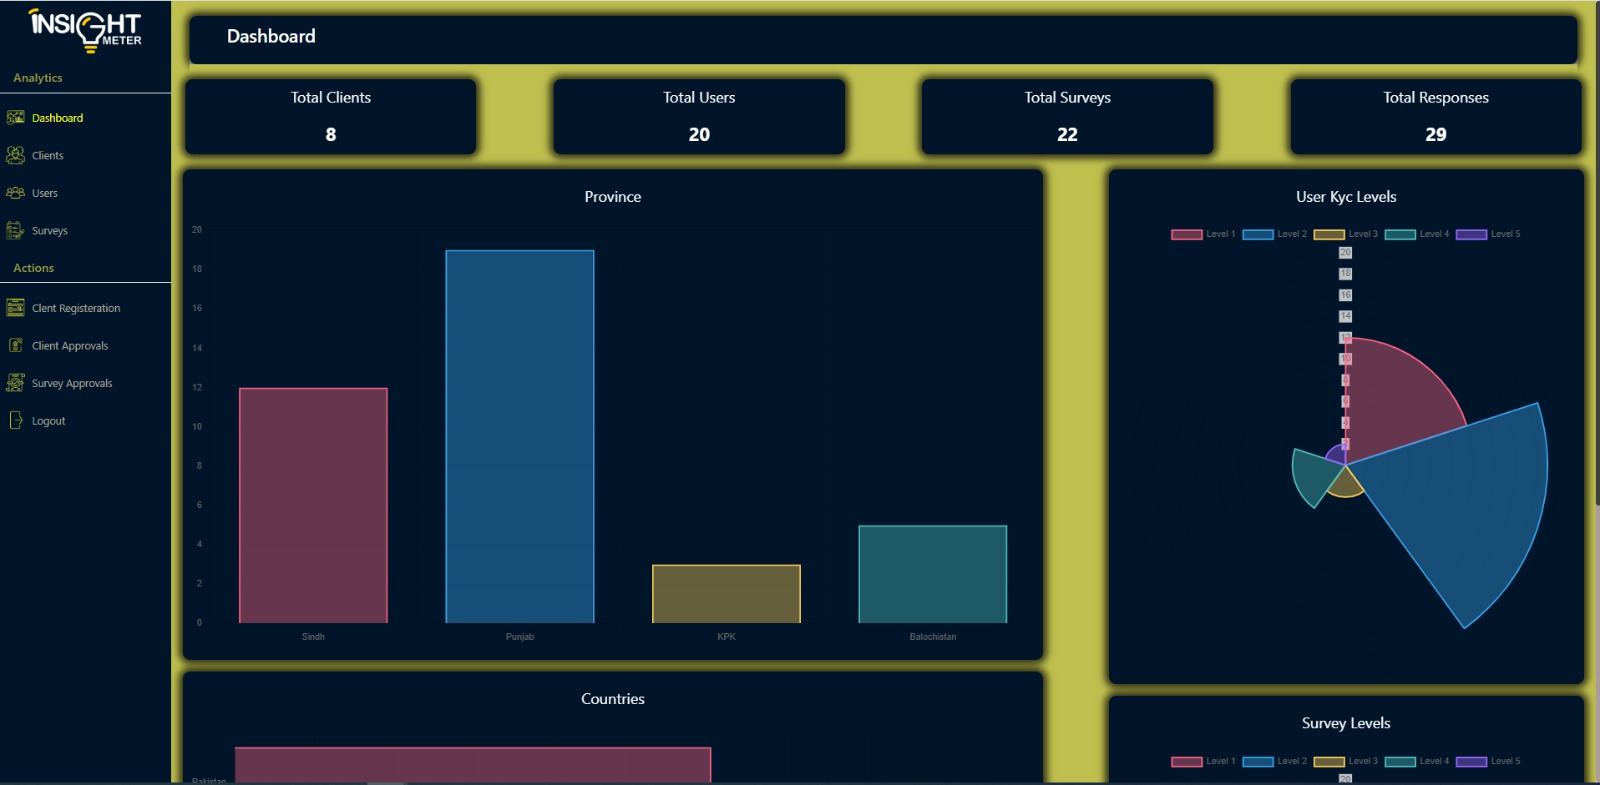 INSIGHT
METER
Analytics
Dashboard
Clients
Users
Surveys
Actions
Clent Registeration
Client Approvals
Survey Approvals
Logout
Dashboard
Total Clients
8
Total Users
20
Total Surveys
22
Total Responses
29
Province
20
18
16
14
12
10
8
6
4
2
0
Sindh Punjab KPK Balochistan
User Kyc Levels
Level 1 Level 2 Level 3 Level 4 Level 5
20
18
16
14
12
10
8
6
4
2
Countries
Pakistan
Survey Levels
Level 1 Level 2 Level 3 Level 4 Level 5
20